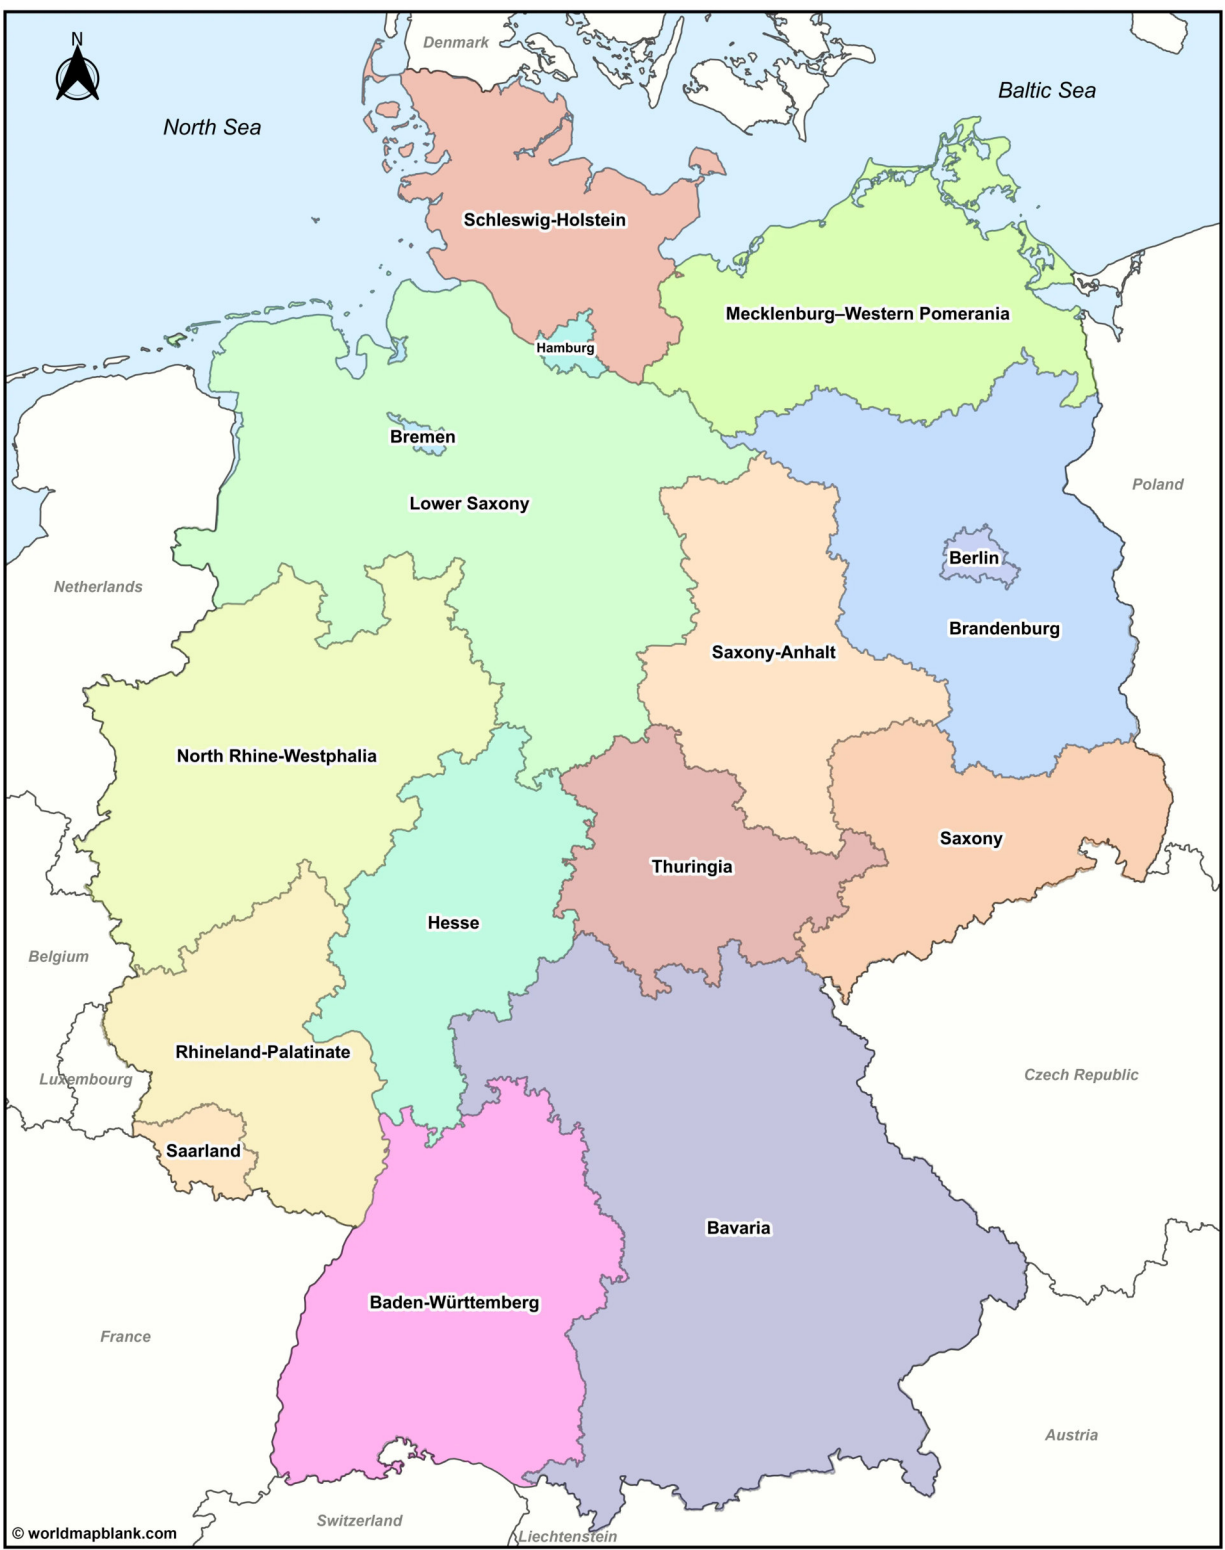 N
Denmark
Baltic Sea
North Sea
Schleswig-Holstein
Mecklenburg–Western Pomerania
Hamburg
Bremen
Poland
Lower Saxony
Berlin
Netherlands
Brandenburg
Saxony-Anhalt
North Rhine-Westphalia
Saxony
Thuringia
Hesse
Belgium
Rhineland-Palatinate
Czech Republic
Luxembourg
Saarland
Bavaria
Baden-Württemberg
France
Austria
Switzerland
© worldmapblank.com
Liechtenstein